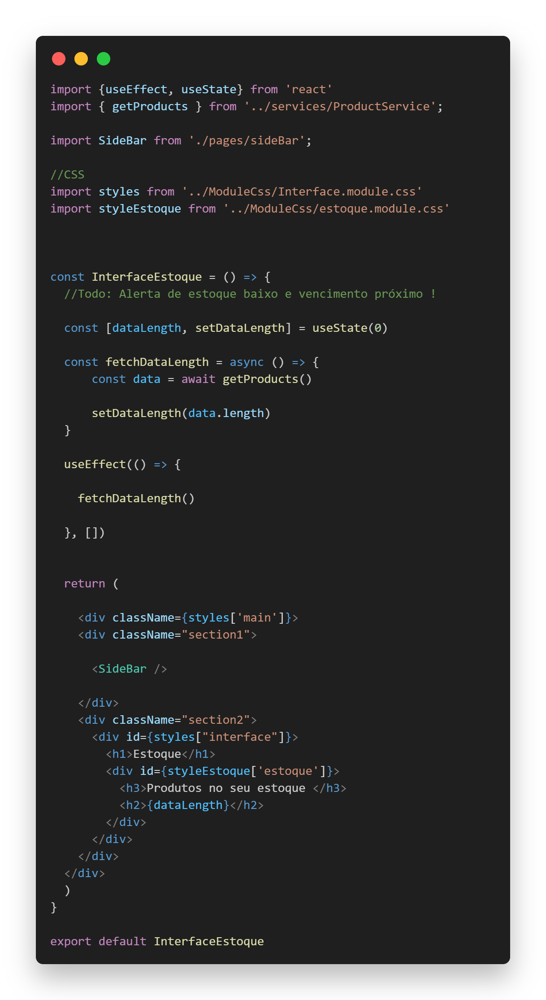 import {useEffect, useState} from 'react'
import { getProducts } from '../services/ProductService';
import SideBar from './pages/sideBar';
//CSS
import styles from '../ModuleCss/Interface.module.css'
import styleEstoque from '../ModuleCss/estoque.module.css'
const InterfaceEstoque = () => {
  //Todo: Alerta de estoque baixo e vencimento próximo !
  const [dataLength, setDataLength] = useState(0)
  const fetchDataLength = async () => {
      const data = await getProducts()
      setDataLength(data.length)
  }
  useEffect(() => {
    fetchDataLength()
  }, [])
  return (
    <div className={styles['main']}>
    <div className="section1">
      <SideBar />
    </div>
    <div className="section2">
      <div id={styles["interface"]}>
        <h1>Estoque</h1>
        <div id={styleEstoque['estoque']}>
          <h3>Produtos no seu estoque </h3>
          <h2>{dataLength}</h2>
        </div>
      </div>
    </div>
  </div>
  )
}
export default InterfaceEstoque